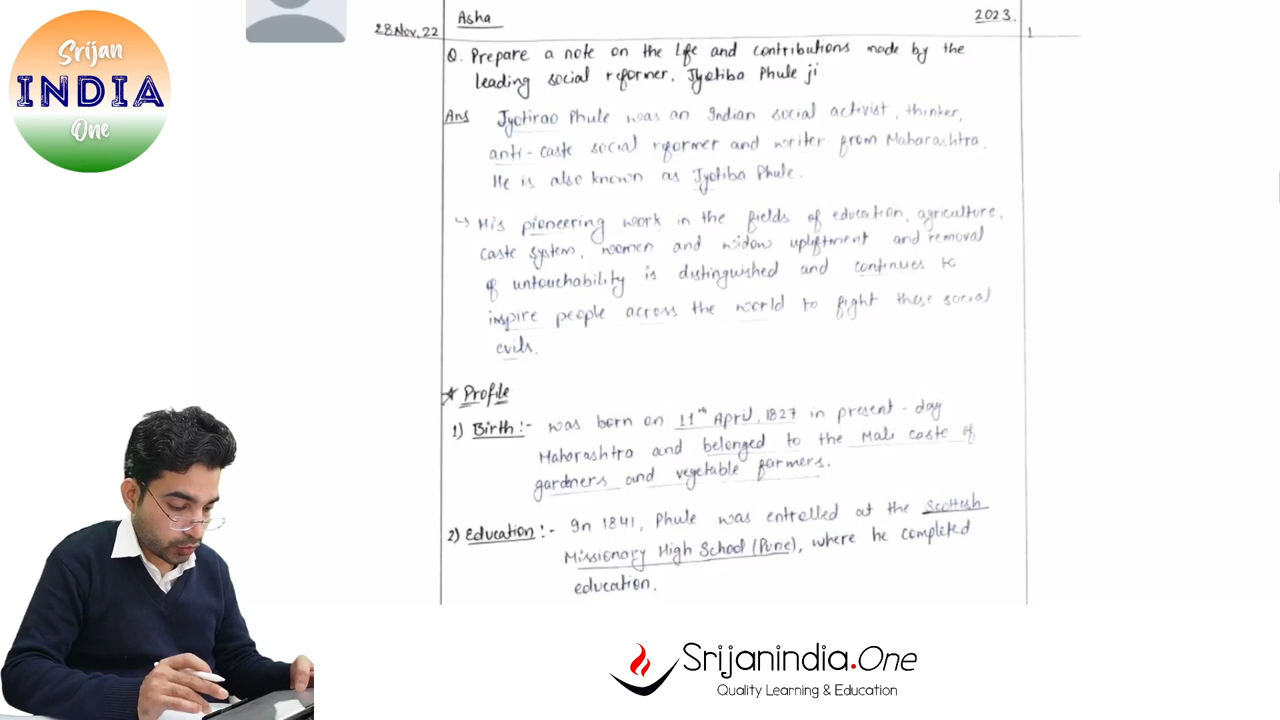 Srijan
INDIA
One
28 Nov, 22
Asha
2023.
1
Q. Prepare a note on the life and contributions made by the
leading social reformer, Jyotiba Phule ji
Ans Jyotirao Phule was an Indian social activist, thinker,
anti-caste social reformer and writer from Maharashtra.
He is also known as Jyotiba Phule.
↳ His pioneering work in the fields of education, agriculture,
caste system, women and widow upliftment and removal
of untouchability is distinguished and continues to
inspire people across the world to fight these social
evils.
★ Profile
1) Birth :- was born on 11th April, 1827 in present-day
Maharashtra and belonged to the Mali caste of
gardners and vegetable farmers.
2) Education :- In 1841, Phule was entrolled at the Scottish
Missionary High School (Pune), where he completed
education.
Srijanindia.One
Quality Learning & Education